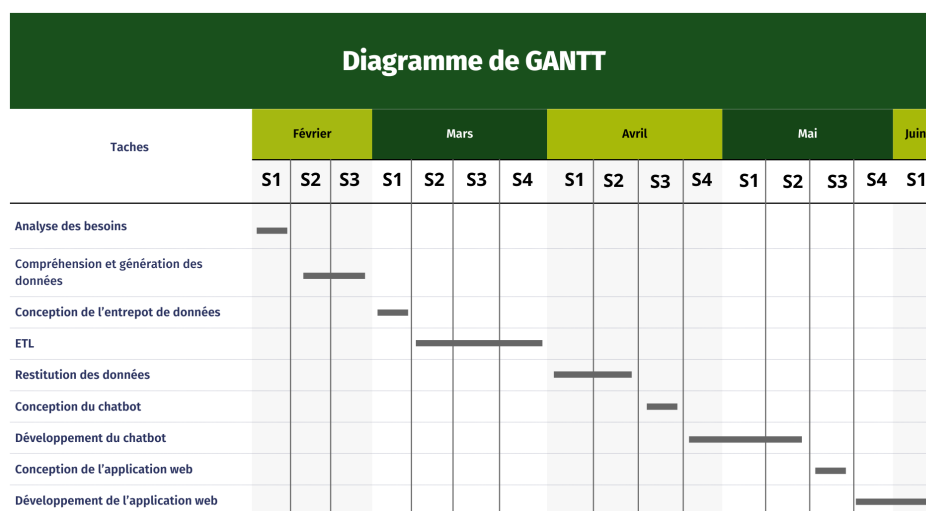 Diagramme de GANTT
Taches
Février Mars Avril Mai Juin
S1 S2 S3 S1 S2 S3 S4 S1 S2 S3 S4 S1 S2 S3 S4 S1
Analyse des besoins
Compréhension et génération des
données
Conception de l'entrepot de données
ETL
Restitution des données
Conception du chatbot
Développement du chatbot
Conception de l'application web
Développement de l'application web